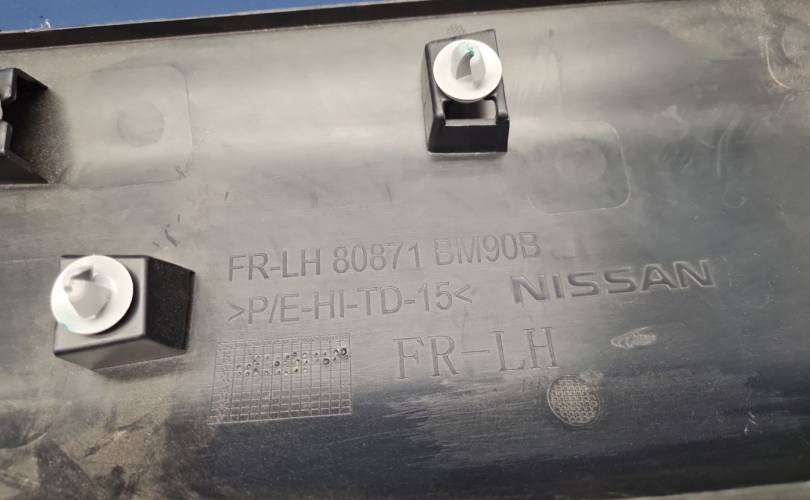 FR-LH 80871 BM90B
>P/E-HI-TD-15< NISSAN
FR-LH